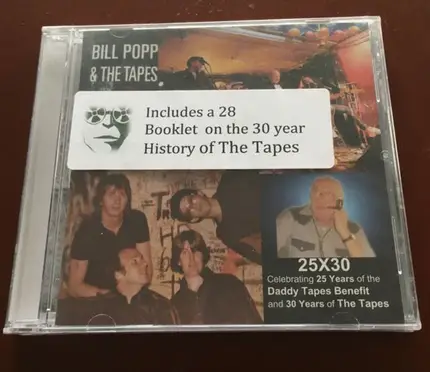 BILL POPP
& THE TAPES
Includes a 28
Booklet on the 30 year
History of The Tapes
25X30
Celebrating 25 Years of the
Daddy Tapes Benefit
and 30 Years of The Tapes